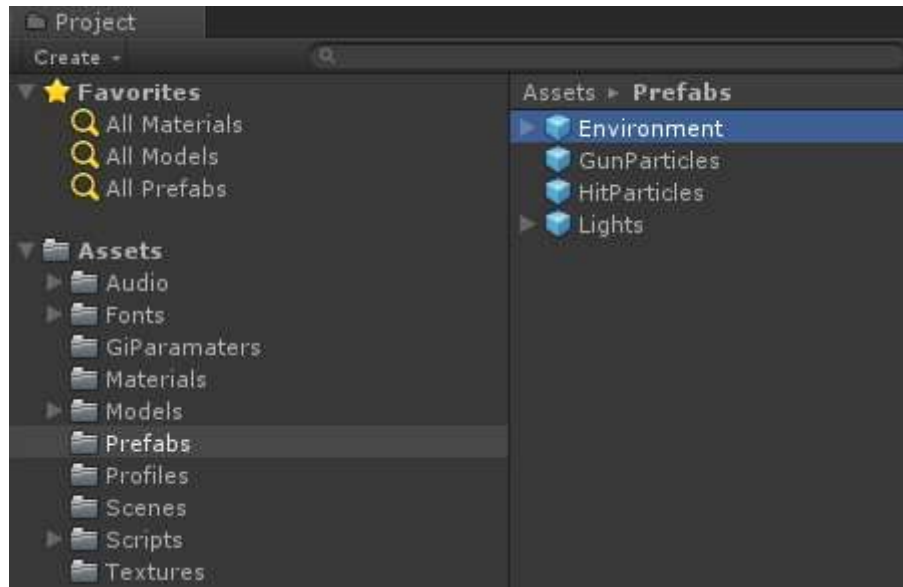 Project
Create
Favorites
All Materials
All Models
All Prefabs
Assets
Audio
Fonts
GiParamaters
Materials
Models
Prefabs
Profiles
Scenes
Scripts
Textures
Assets ▸ Prefabs
Environment
GunParticles
HitParticles
Lights